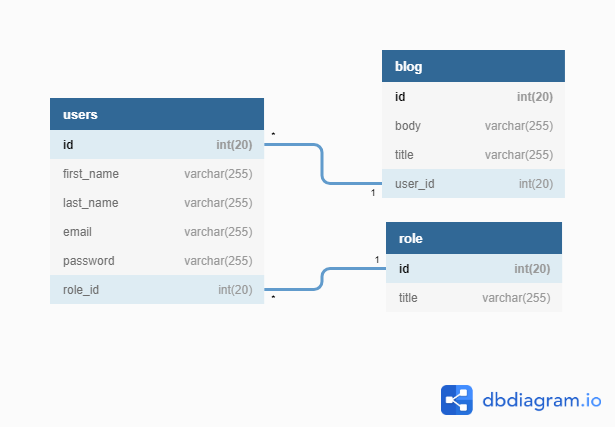 users
id int(20)
first_name varchar(255)
last_name varchar(255)
email varchar(255)
password varchar(255)
role_id int(20)
*
*
blog
id int(20)
body varchar(255)
title varchar(255)
user_id int(20)
1
role
id int(20)
title varchar(255)
1
dbdiagram.io